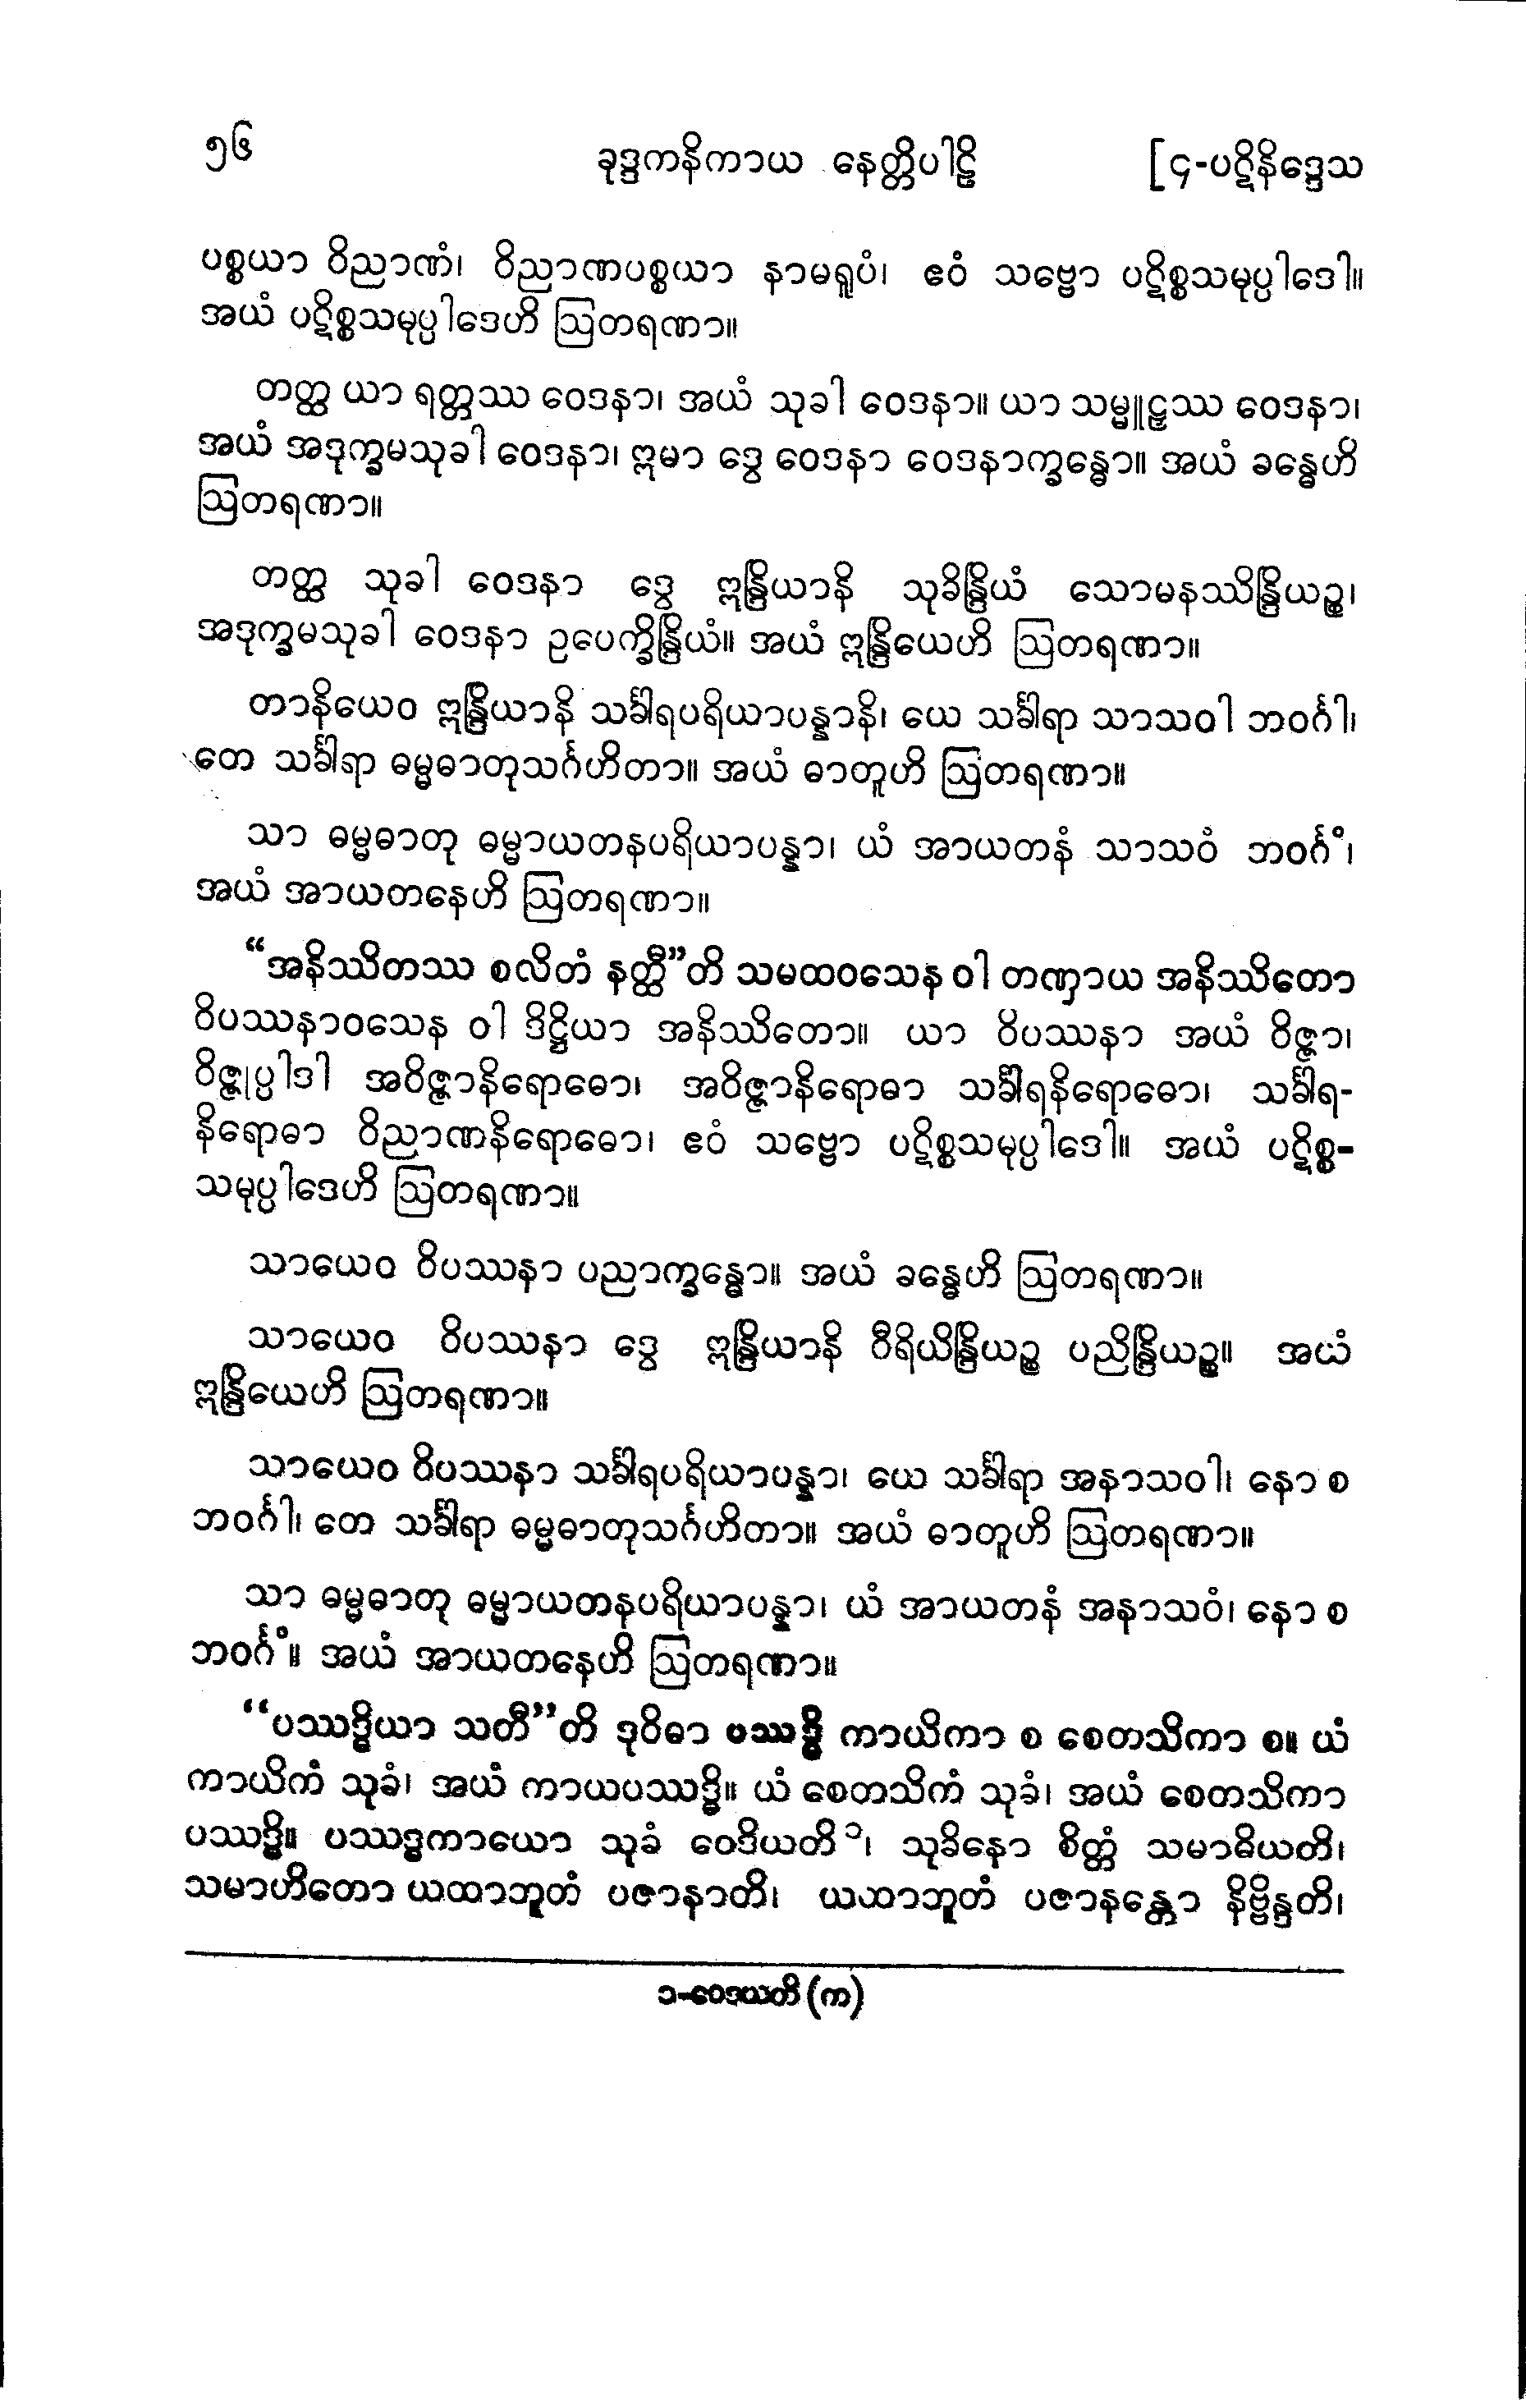 ၅၆ ခုဒ္ဒကနိကာယ နေတ္တိပါဠိ [၄-ပဋိနိဒ္ဒေသ
ပစ္စယာ ဝိညာဏံ၊ ဝိညာဏပစ္စယာ နာမရူပံ၊ ဧဝံ သဗ္ဗော ပဋိစ္စသမုပ္ပါဒေါ။
အယံ ပဋိစ္စသမုပ္ပါဒေဟိ ဩတရဏာ။
တတ္ထ ယာ ရတ္တဿ ဝေဒနာ၊ အယံ သုခါ ဝေဒနာ။ ယာ သမ္မူဠှဿ ဝေဒနာ၊
အယံ အဒုက္ခမသုခါ ဝေဒနာ၊ ဣမာ ဒွေ ဝေဒနာ ဝေဒနာက္ခန္ဓော။ အယံ ခန္ဓေဟိ
ဩတရဏာ။
တတ္ထ သုခါ ဝေဒနာ ဒွေ ဣန္ဒြိယာနိ သုခိန္ဒြိယံ သောမနဿိန္ဒြိယဉ္စ၊
အဒုက္ခမသုခါ ဝေဒနာ ဥပေက္ခိန္ဒြိယံ။ အယံ ဣန္ဒြိယေဟိ ဩတရဏာ။
တာနိယေဝ ဣန္ဒြိယာနိ သင်္ခါရပရိယာပန္နာနိ၊ ယေ သင်္ခါရာ သာသဝါ ဘဝင်္ဂါ၊
တေ သင်္ခါရာ ဓမ္မဓာတုသင်္ဂဟိတာ။ အယံ ဓာတူဟိ ဩတရဏာ။
သာ ဓမ္မဓာတု ဓမ္မာယတနပရိယာပန္နာ၊ ယံ အာယတနံ သာသဝံ ဘဝင်္ဂံ၊
အယံ အာယတနေဟိ ဩတရဏာ။
“အနိဿိတဿ စလိတံ နတ္ထီ”တိ သမထဝသေန ဝါ တဏှာယ အနိဿိတော
ဝိပဿနာဝသေန ဝါ ဒိဋ္ဌိယာ အနိဿိတော။ ယာ ဝိပဿနာ အယံ ဝိဇ္ဇာ၊
ဝိဇ္ဇုပ္ပါဒါ အဝိဇ္ဇာနိရောဓော၊ အဝိဇ္ဇာနိရောဓာ သင်္ခါရနိရောဓော၊ သင်္ခါရ-
နိရောဓာ ဝိညာဏနိရောဓော၊ ဧဝံ သဗ္ဗော ပဋိစ္စသမုပ္ပါဒေါ။ အယံ ပဋိစ္စ-
သမုပ္ပါဒေဟိ ဩတရဏာ။
သာယေဝ ဝိပဿနာ ပညာက္ခန္ဓော။ အယံ ခန္ဓေဟိ ဩတရဏာ။
သာယေဝ ဝိပဿနာ ဒွေ ဣန္ဒြိယာနိ ဝီရိယိန္ဒြိယဉ္စ ပညိန္ဒြိယဉ္စ။ အယံ
ဣန္ဒြိယေဟိ ဩတရဏာ။
သာယေဝ ဝိပဿနာ သင်္ခါရပရိယာပန္နာ၊ ယေ သင်္ခါရာ အနာသဝါ၊ နော စ
ဘဝင်္ဂါ၊ တေ သင်္ခါရာ ဓမ္မဓာတုသင်္ဂဟိတာ။ အယံ ဓာတူဟိ ဩတရဏာ။
သာ ဓမ္မဓာတု ဓမ္မာယတနပရိယာပန္နာ၊ ယံ အာယတနံ အနာသဝံ၊ နော စ
ဘဝင်္ဂံ။ အယံ အာယတနေဟိ ဩတရဏာ။
“ပဿဒ္ဓိယာ သတီ”တိ ဒုဝိဓာ ပဿဒ္ဓိ ကာယိကာ စ စေတသိကာ စ။ ယံ
ကာယိကံ သုခံ၊ အယံ ကာယပဿဒ္ဓိ။ ယံ စေတသိကံ သုခံ၊ အယံ စေတသိကာ
ပဿဒ္ဓိ။ ပဿဒ္ဓကာယော သုခံ ဝေဒိယတိ ၁၊ သုခိနော စိတ္တံ သမာဓိယတိ၊
သမာဟိတော ယထာဘူတံ ပဇာနာတိ၊ ယထာဘူတံ ပဇာနန္တော နိဗ္ဗိန္ဒတိ၊
၁-ဝေဒယတိ (က)